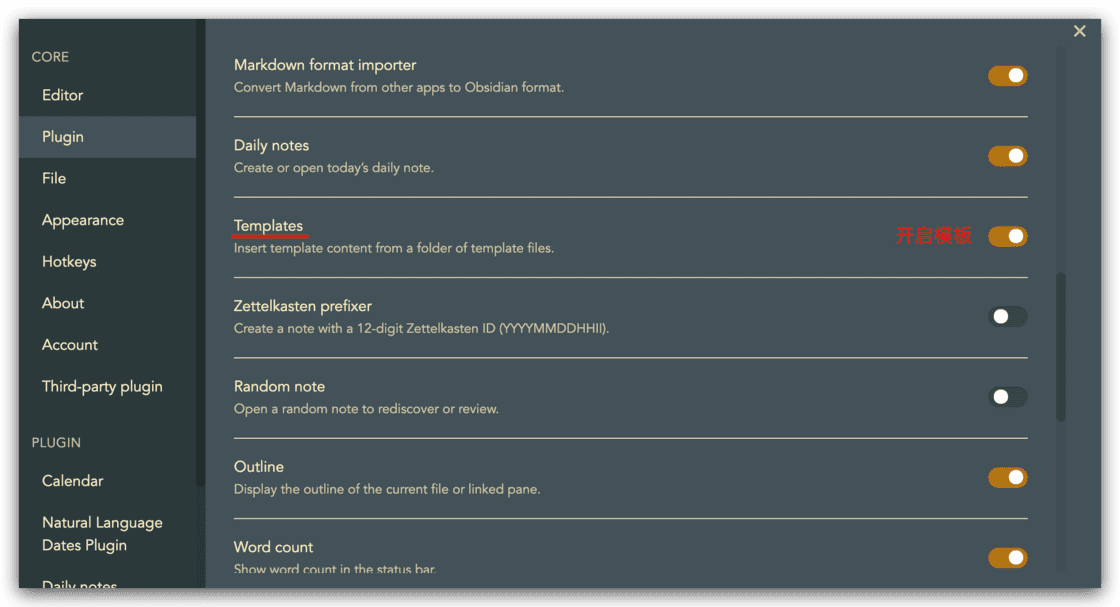 CORE
Editor
Plugin
File
Appearance
Hotkeys
About
Account
Third-party plugin
PLUGIN
Calendar
Natural Language
Dates Plugin
Daily notes
Markdown format importer
Convert Markdown from other apps to Obsidian format.
Daily notes
Create or open today's daily note.
Templates
Insert template content from a folder of template files.
开启模板
Zettelkasten prefixer
Create a note with a 12-digit Zettelkasten ID (YYYYMMDDHHII).
Random note
Open a random note to rediscover or review.
Outline
Display the outline of the current file or linked pane.
Word count
Show word count in the status bar.